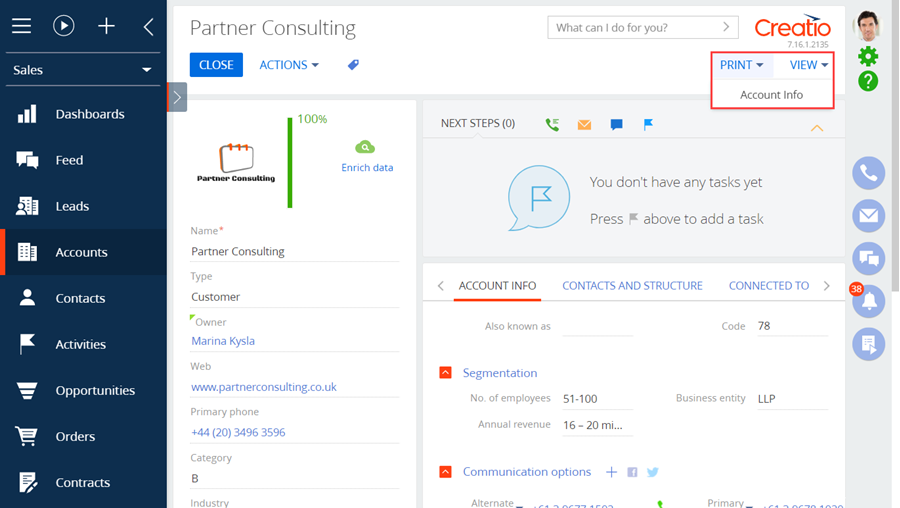 Sales
Dashboards
Feed
Leads
Accounts
Contacts
Activities
Opportunities
Orders
Contracts
Partner Consulting
What can I do for you?
Creatio
7.16.1.2135
CLOSE
ACTIONS
PRINT
VIEW
Account Info
Partner Consulting
100%
Enrich data
Name*
Partner Consulting
Type
Customer
Owner
Marina Kysla
Web
www.partnerconsulting.co.uk
Primary phone
+44 (20) 3496 3596
Category
B
Industry
NEXT STEPS (0)
You don't have any tasks yet
Press above to add a task
ACCOUNT INFO
CONTACTS AND STRUCTURE
CONNECTED TO
Also known as
Code 78
Segmentation
No. of employees 51-100
Business entity LLP
Annual revenue 16 – 20 mi...
Communication options
Alternate
Primary
?
38